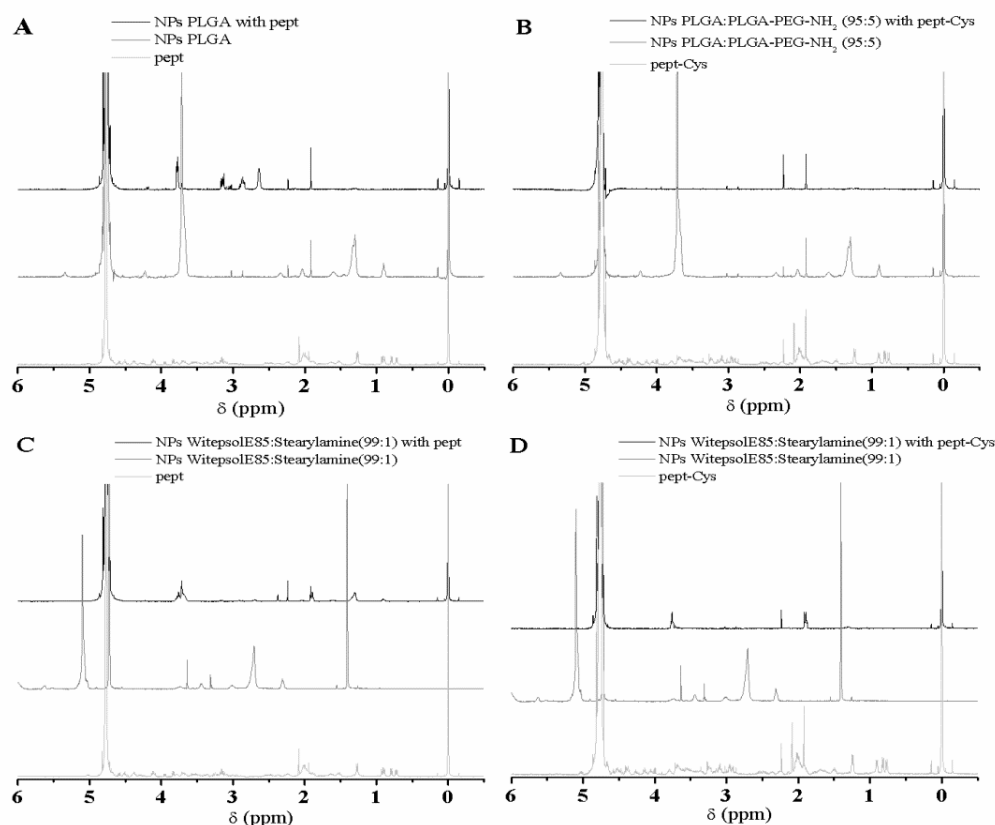 A
NPs PLGA with pept
NPs PLGA
pept
6 5 4 3 2 1 0
δ (ppm)
B
NPs PLGA:PLGA-PEG-NH₂ (95:5) with pept-Cys
NPs PLGA:PLGA-PEG-NH₂ (95:5)
pept-Cys
6 5 4 3 2 1 0
δ (ppm)
C
NPs WitepsolE85:Stearylamine(99:1) with pept
NPs WitepsolE85:Stearylamine(99:1)
pept
6 5 4 3 2 1 0
δ (ppm)
D
NPs WitepsolE85:Stearylamine(99:1) with pept-Cys
NPs WitepsolE85:Stearylamine(99:1)
pept-Cys
6 5 4 3 2 1 0
δ (ppm)